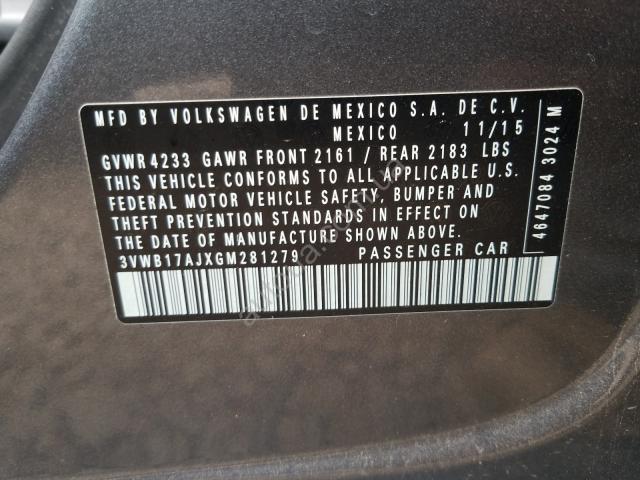 MFD BY VOLKSWAGEN DE MEXICO S.A. DE C.V.
MEXICO 11/15
GVWR 4233 GAWR FRONT 2161 / REAR 2183 LBS
THIS VEHICLE CONFORMS TO ALL APPLICABLE U.S.
FEDERAL MOTOR VEHICLE SAFETY, BUMPER AND
THEFT PREVENTION STANDARDS IN EFFECT ON
THE DATE OF MANUFACTURE SHOWN ABOVE.
3VWB17AJXGM281279 PASSENGER CAR
4647084 3024 M